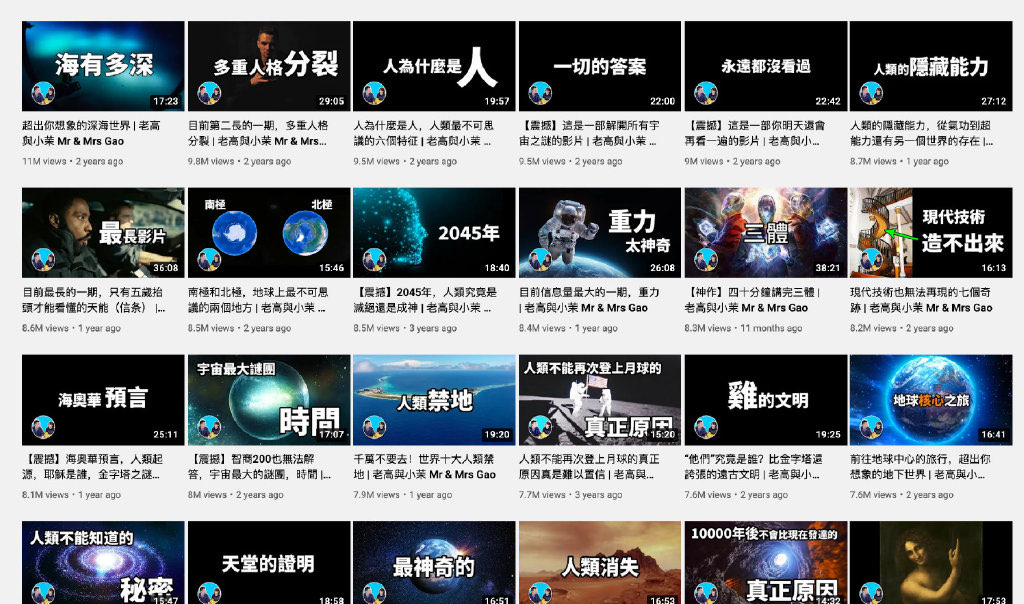 海有多深
17:23
超出你想象的深海世界 | 老高
與小茉 Mr & Mrs Gao
11M views • 2 years ago
多重人格分裂
29:05
目前第二長的一期，多重人格
分裂 | 老高與小茉 Mr & Mrs...
9.8M views • 2 years ago
人為什麼是人
19:57
人為什麼是人，人類最不可思
議的六個特征 | 老高與小茉 ...
9.5M views • 2 years ago
一切的答案
22:00
【震撼】這是一部解開所有宇
宙之謎的影片 | 老高與小茉 ...
9.5M views • 2 years ago
永遠都沒看過
22:42
【震撼】這是一部你明天還會
再看一遍的影片 | 老高與小...
9M views • 2 years ago
人類的隱藏能力
27:12
人類的隱藏能力，從氣功到超
能力還有另一個世界的存在 |...
8.7M views • 1 year ago
最長影片
36:08
目前最長的一期，只有五歲抬
頭才能看懂的天能（信条） |...
8.6M views • 1 year ago
南極
北極
15:46
南極和北極，地球上最不可思
議的兩個地方 | 老高與小茉 ...
8.5M views • 2 years ago
2045年
18:40
【震撼】2045年，人類究竟是
滅絕還是成神 | 老高與小茉 ...
8.5M views • 3 years ago
重力
太神奇
26:08
目前信息量最大的一期，重力
| 老高與小茉 Mr & Mrs Gao
8.4M views • 1 year ago
三體
38:21
【神作】四十分鐘講完三體 |
老高與小茉 Mr & Mrs Gao
8.3M views • 11 months ago
現代技術
造不出來
16:13
現代技術也無法再現的七個奇
跡 | 老高與小茉 Mr & Mrs Gao
8.2M views • 2 years ago
海奧華預言
25:11
【震撼】海奧華預言，人類起
源，耶穌是誰，金字塔之謎...
8.1M views • 1 year ago
宇宙最大謎團
時間
17:07
【震撼】智商200也無法解
答，宇宙最大的謎團，時間 |...
8M views • 2 years ago
人類禁地
19:20
千萬不要去！世界十大人類禁
地 | 老高與小茉 Mr & Mrs Gao
7.9M views • 1 year ago
人類不能再次登上月球的
真正原因
15:20
人類不能再次登上月球的真正
原因真是難以置信 | 老高與...
7.7M views • 3 years ago
雞的文明
19:25
“他們”究竟是誰？比金字塔還
誇張的遠古文明 | 老高與小...
7.6M views • 2 years ago
地球核心之旅
16:41
前往地球中心的旅行，超出你
想象的地下世界 | 老高與小...
7.6M views • 2 years ago
人類不能知道的
秘密
15:47
天堂的證明
18:58
最神奇的
16:51
人類消失
16:53
10000年後不會比現在發達的
真正原因
14:32
17:53